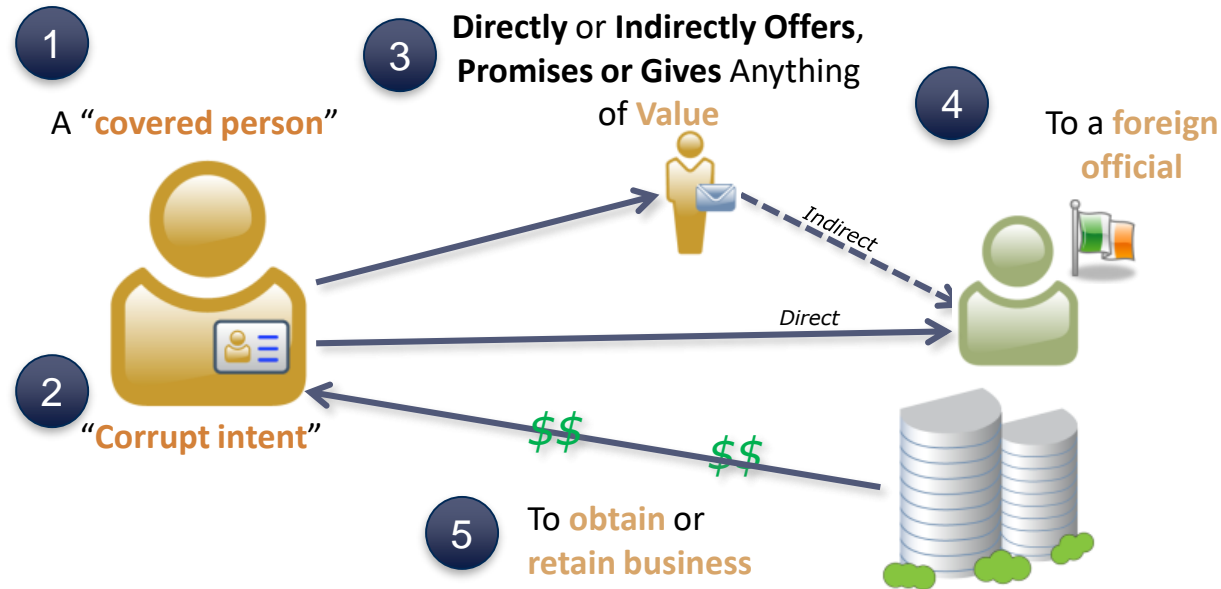 1
A “covered person”
2
“Corrupt intent”
3
Directly or Indirectly Offers,
Promises or Gives Anything
of Value
4
To a foreign
official
Indirect
Direct
$$
$$
5
To obtain or
retain business